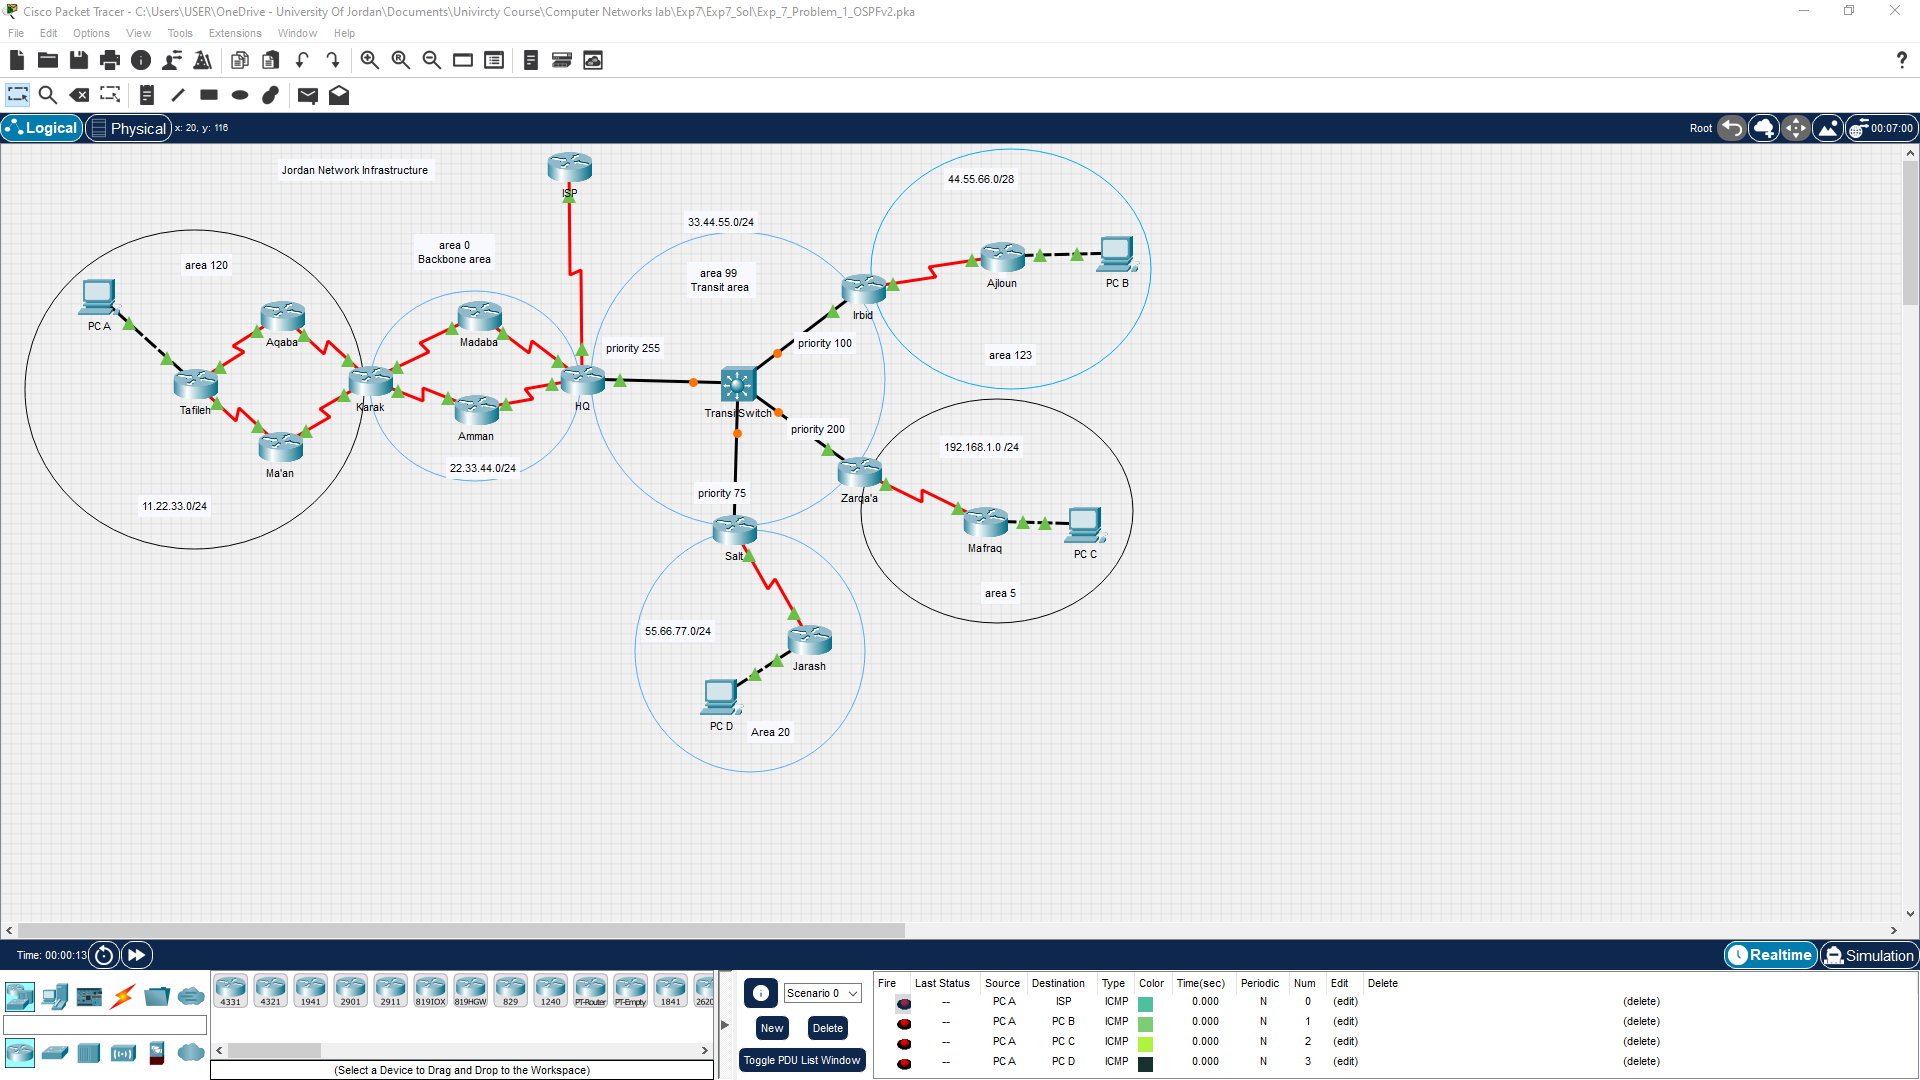 Cisco Packet Tracer - C:\Users\USER\OneDrive - University Of Jordan\Documents\Univircty Course\Computer Networks lab\Exp7\Exp7_Sol\Exp_7_Problem_1_OSPFv2.pka
File Edit Options View Tools Extensions Window Help
Logical Physical x: 20, y: 116 Root 00:07:00
Jordan Network Infrastructure
ISP
44.55.66.0/28
33.44.55.0/24
area 0
Backbone area
area 120
area 99
Transit area
Ajloun
PC B
PC A
Aqaba
Madaba
Irbid
priority 255
priority 100
area 123
Tafileh
Karak
HQ
Transit Switch
Amman
priority 200
Ma'an
22.33.44.0/24
192.168.1.0 /24
11.22.33.0/24
priority 75
Zarqa'a
Mafraq
PC C
Salt
area 5
55.66.77.0/24
Jarash
PC D
Area 20
Time: 00:00:13 Realtime Simulation
4331 4321 1941 2901 2911 819IOX 819HGW 829 1240 PT-Router PT-Empty 1841 2620
(Select a Device to Drag and Drop to the Workspace)
Scenario 0
New Delete
Toggle PDU List Window
Fire Last Status Source Destination Type Color Time(sec) Periodic Num Edit Delete
-- PC A ISP ICMP 0.000 N 0 (edit) (delete)
-- PC A PC B ICMP 0.000 N 1 (edit) (delete)
-- PC A PC C ICMP 0.000 N 2 (edit) (delete)
-- PC A PC D ICMP 0.000 N 3 (edit) (delete)